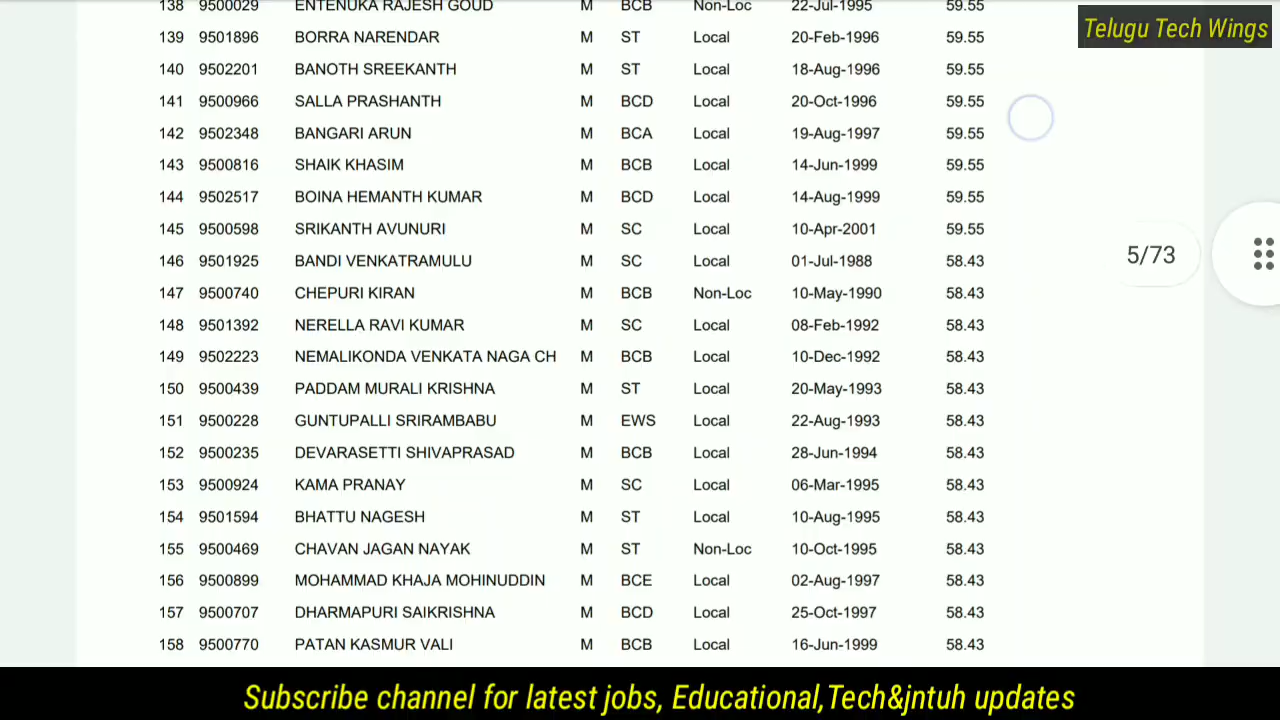 138 9500029 ENTENUKA RAJESH GOUD M BCB Non-Loc 22-Jul-1995 59.55
Telugu Tech Wings
139 9501896 BORRA NARENDAR M ST Local 20-Feb-1996 59.55
140 9502201 BANOTH SREEKANTH M ST Local 18-Aug-1996 59.55
141 9500966 SALLA PRASHANTH M BCD Local 20-Oct-1996 59.55
142 9502348 BANGARI ARUN M BCA Local 19-Aug-1997 59.55
143 9500816 SHAIK KHASIM M BCB Local 14-Jun-1999 59.55
144 9502517 BOINA HEMANTH KUMAR M BCD Local 14-Aug-1999 59.55
145 9500598 SRIKANTH AVUNURI M SC Local 10-Apr-2001 59.55
5/73
146 9501925 BANDI VENKATRAMULU M SC Local 01-Jul-1988 58.43
147 9500740 CHEPURI KIRAN M BCB Non-Loc 10-May-1990 58.43
148 9501392 NERELLA RAVI KUMAR M SC Local 08-Feb-1992 58.43
149 9502223 NEMALIKONDA VENKATA NAGA CH M BCB Local 10-Dec-1992 58.43
150 9500439 PADDAM MURALI KRISHNA M ST Local 20-May-1993 58.43
151 9500228 GUNTUPALLI SRIRAMBABU M EWS Local 22-Aug-1993 58.43
152 9500235 DEVARASETTI SHIVAPRASAD M BCB Local 28-Jun-1994 58.43
153 9500924 KAMA PRANAY M SC Local 06-Mar-1995 58.43
154 9501594 BHATTU NAGESH M ST Local 10-Aug-1995 58.43
155 9500469 CHAVAN JAGAN NAYAK M ST Non-Loc 10-Oct-1995 58.43
156 9500899 MOHAMMAD KHAJA MOHINUDDIN M BCE Local 02-Aug-1997 58.43
157 9500707 DHARMAPURI SAIKRISHNA M BCD Local 25-Oct-1997 58.43
158 9500770 PATAN KASMUR VALI M BCB Local 16-Jun-1999 58.43
Subscribe channel for latest jobs, Educational,Tech&jntuh updates